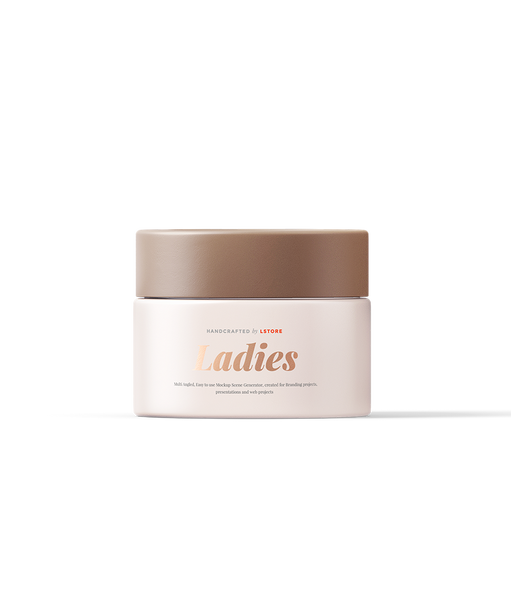 HANDCRAFTED by LSTORE
Ladies
Multi Angled, Easy to use Mockup Scene Generator, created for Branding projects,
presentations and web projects